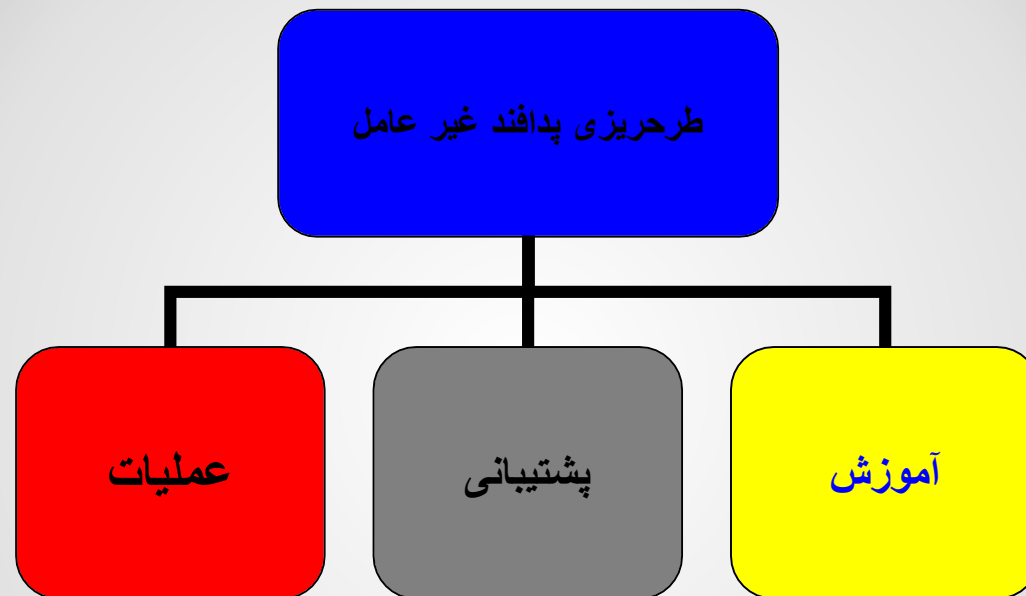 طرحریزی پدافند غیر عامل
آموزش
پشتیبانی
عملیات